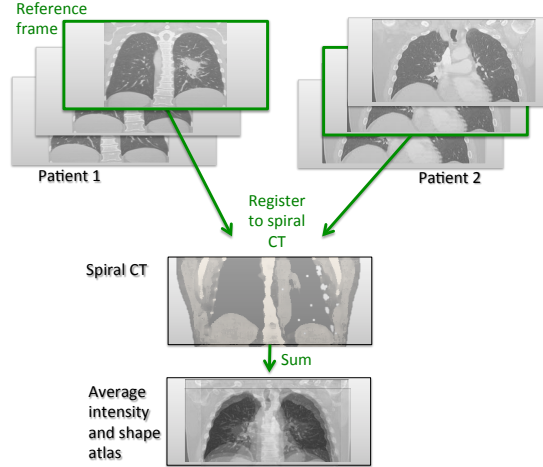 Reference
frame
Patient 1
Patient 2
Register
to spiral
CT
Spiral CT
Sum
Average
intensity
and shape
atlas